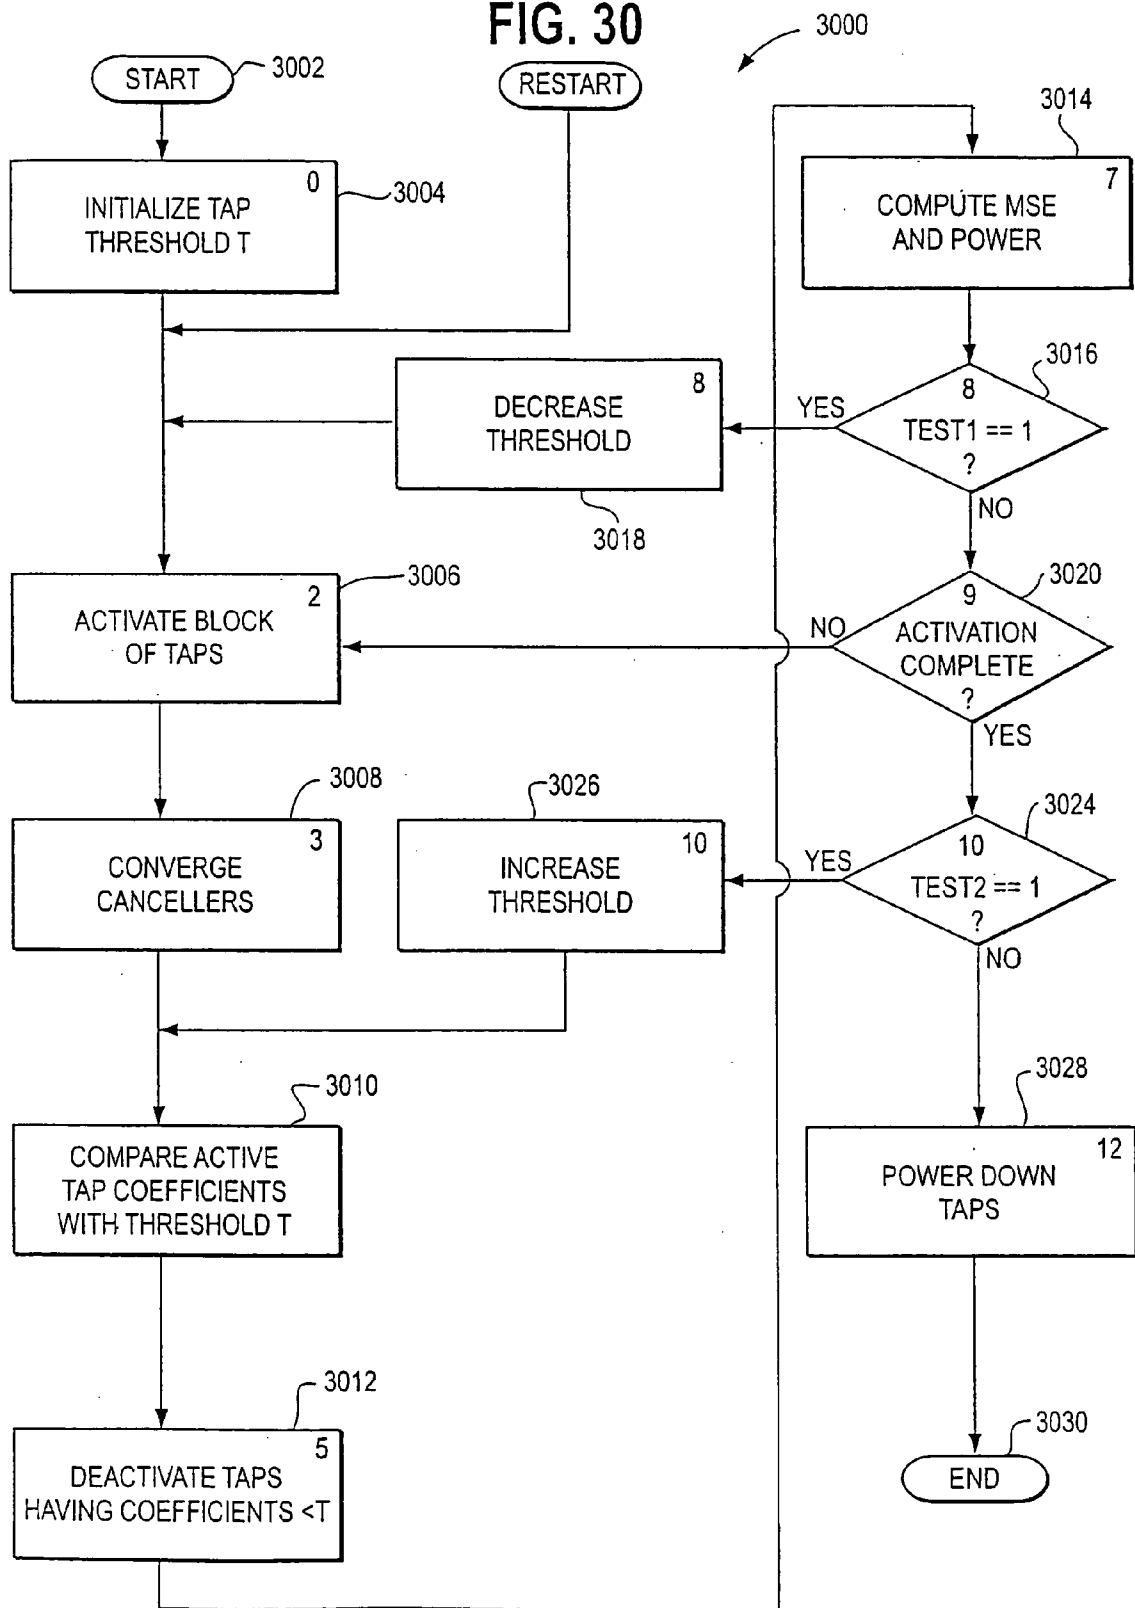 FIG. 30
3000
START
3002
RESTART
0
INITIALIZE TAP
THRESHOLD T
3004
3014
7
COMPUTE MSE
AND POWER
3016
8
TEST1 == 1
?
YES
NO
8
DECREASE
THRESHOLD
3018
3006
2
ACTIVATE BLOCK
OF TAPS
3020
9
ACTIVATION
COMPLETE
?
NO
YES
3008
3
CONVERGE
CANCELLERS
3026
10
INCREASE
THRESHOLD
3024
10
TEST2 == 1
?
YES
NO
3010
COMPARE ACTIVE
TAP COEFFICIENTS
WITH THRESHOLD T
3028
12
POWER DOWN
TAPS
3012
5
DEACTIVATE TAPS
HAVING COEFFICIENTS <T
3030
END